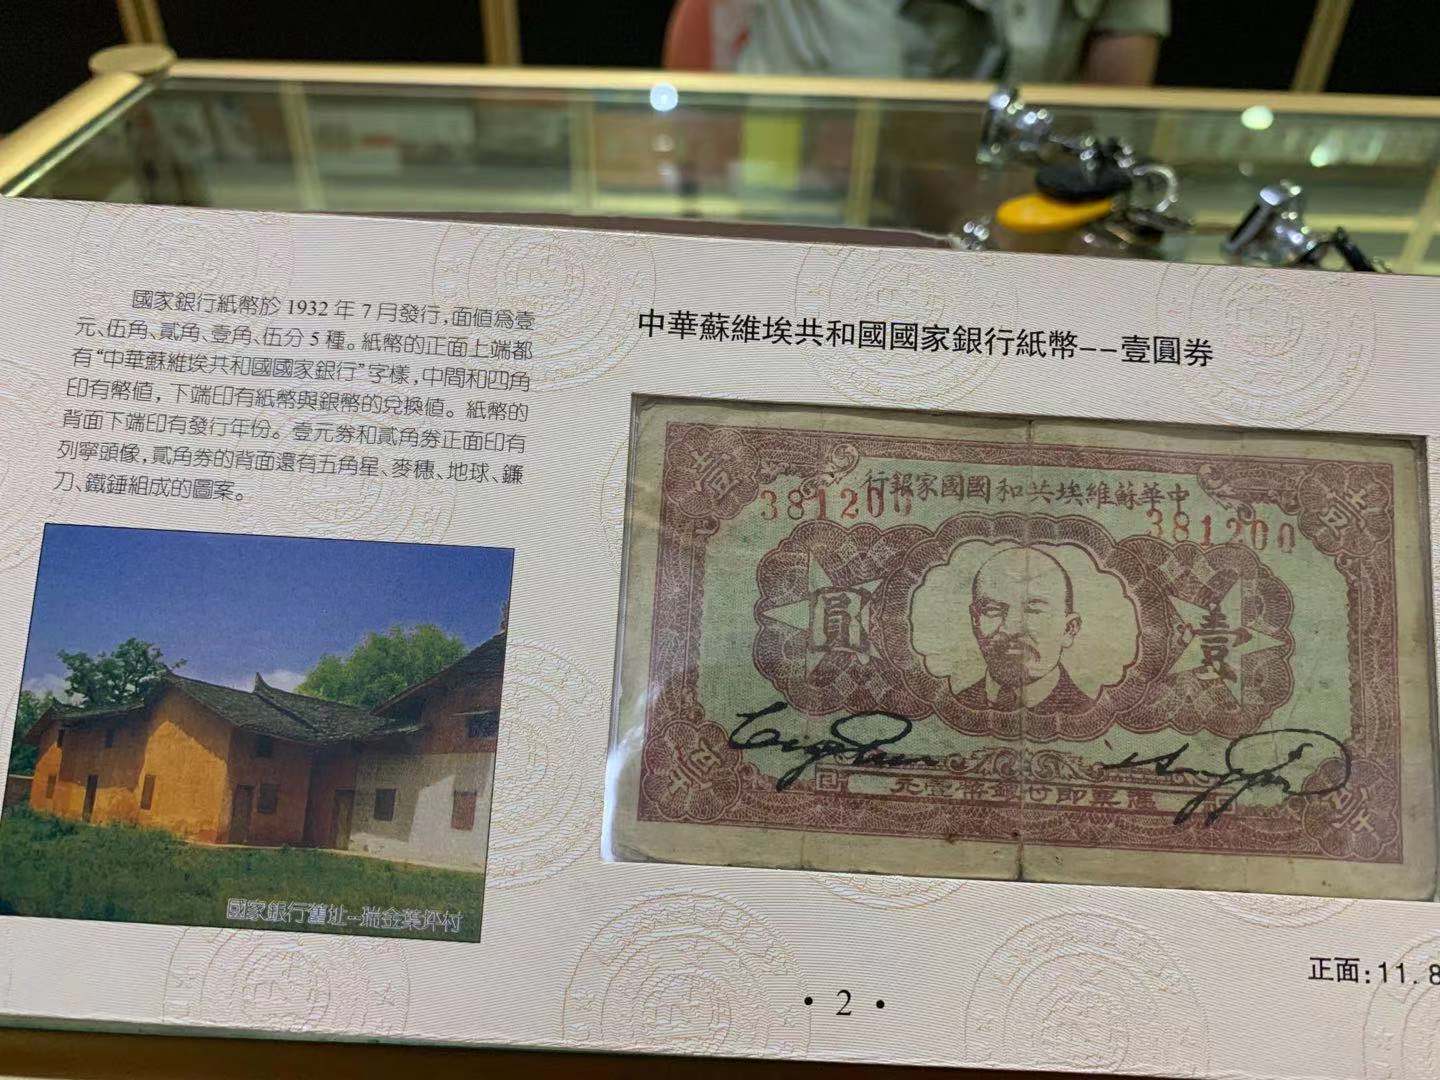 國家銀行紙幣於 1932 年 7 月發行，面值爲壹
元、伍角、貳角、壹角、伍分 5 種。紙幣的正面上端都
有“中華蘇維埃共和國國家銀行”字樣，中間和四角
印有幣值，下端印有紙幣與銀幣的兌換值。紙幣的
背面下端印有發行年份。壹元券和貳角券正面印有
列寧頭像，貳角券的背面還有五角星、麥穗、地球、鐮
刀、鐵錘組成的圖案。
國家銀行舊址--瑞金葉坪村
中華蘇維埃共和國國家銀行紙幣--壹圓券
行銀家國國和共埃維蘇華中
381200
381200
壹
壹
圓
壹
正面:11.8
• 2 •